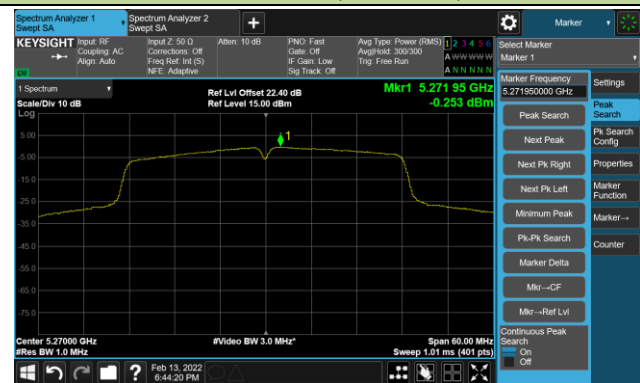 Spectrum Analyzer 1
Swept SA
Spectrum Analyzer 2
Swept SA
+
Marker
KEYSIGHT
Input: RF
Coupling: AC
Align: Auto
Input Z: 50 Ω
Corrections: Off
Freq Ref: Int (S)
NFE: Adaptive
Atten: 10 dB
PNO: Fast
Gate: Off
IF Gain: Low
Sig Track: Off
Avg Type: Power (RMS)
Avg|Hold: 300/300
Trig: Free Run
1 2 3 4 5 6
A W W W W W
A N N N N N
LXI
Select Marker
Marker 1
1 Spectrum
Scale/Div 10 dB
Log
Ref Lvl Offset 22.40 dB
Ref Level 15.00 dBm
Mkr1 5.271 95 GHz
-0.253 dBm
5.00
-5.00
-15.0
-25.0
-35.0
-45.0
-55.0
-65.0
-75.0
1
Center 5.27000 GHz
#Res BW 1.0 MHz
#Video BW 3.0 MHz*
Span 60.00 MHz
Sweep 1.01 ms (401 pts)
Marker Frequency
5.271950000 GHz
Peak Search
Next Peak
Next Pk Right
Next Pk Left
Minimum Peak
Pk-Pk Search
Marker Delta
Mkr→CF
Mkr→Ref Lvl
Continuous Peak
Search
On
Off
Settings
Peak
Search
Pk Search
Config
Properties
Marker
Function
Marker→
Counter
?
Feb 13, 2022
6:44:20 PM